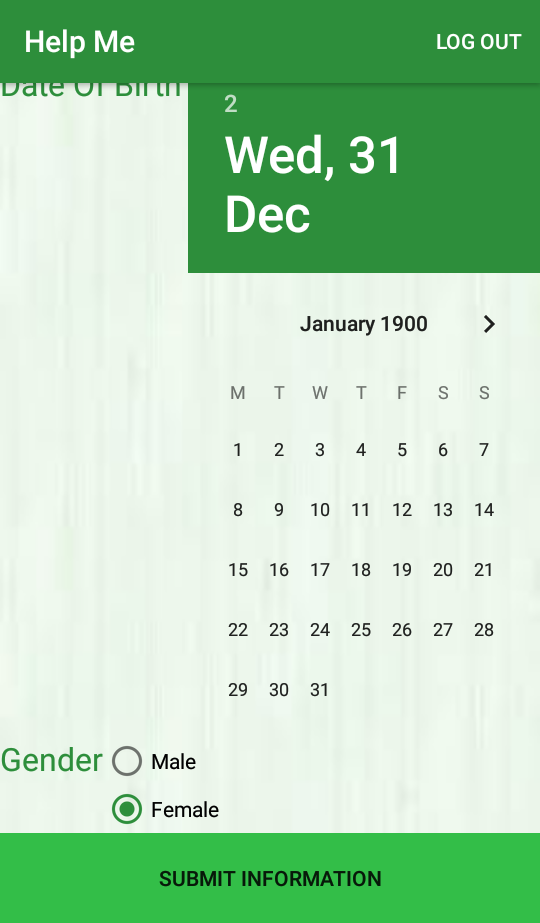 Help Me
LOG OUT
Date Of Birth
2
Wed, 31
Dec
January 1900
M T W T F S S
1 2 3 4 5 6 7
8 9 10 11 12 13 14
15 16 17 18 19 20 21
22 23 24 25 26 27 28
29 30 31
Gender
Male
Female
SUBMIT INFORMATION